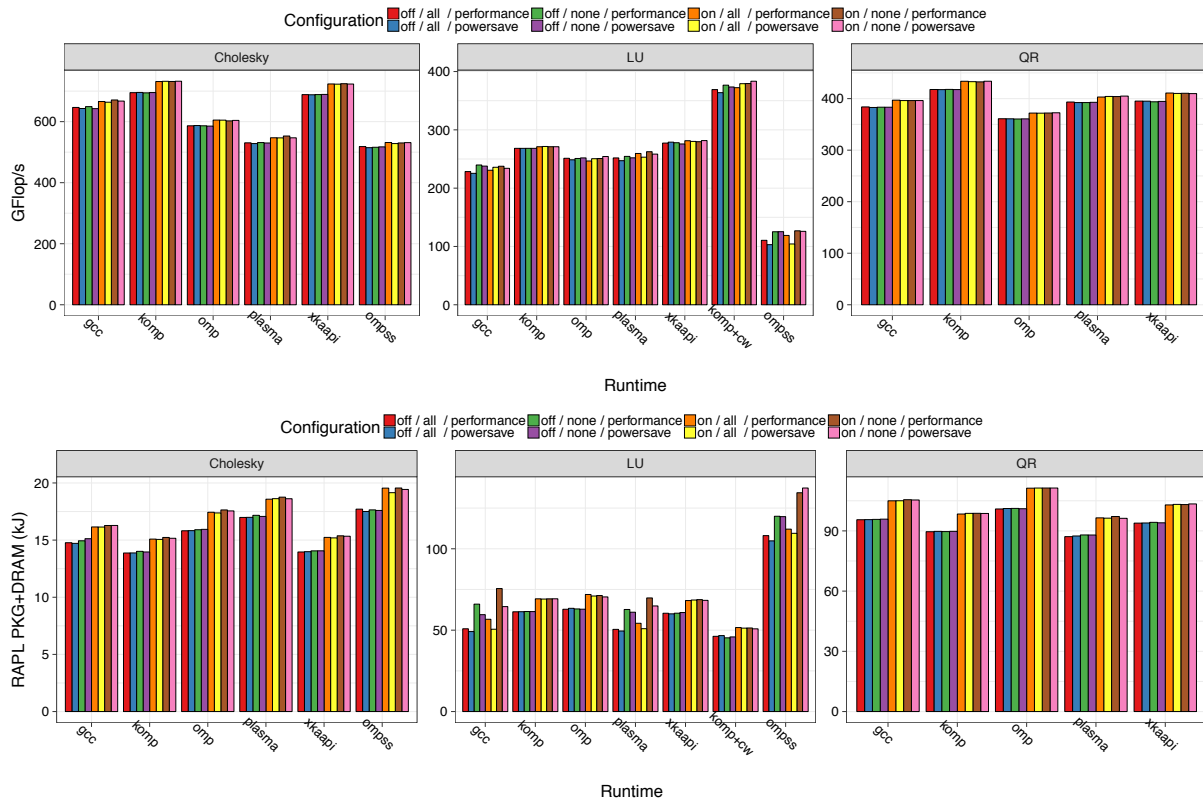 Configuration off / all / performance off / none / performance on / all / performance on / none / performance
off / all / powersave off / none / powersave on / all / powersave on / none / powersave
Cholesky LU QR
GFlop/s
600
400
200
0
400
300
200
100
0
400
300
200
100
0
gcc komp omp plasma xkaapi ompss
gcc komp omp plasma xkaapi komp+cw ompss
gcc komp omp plasma xkaapi
Runtime
Configuration off / all / performance off / none / performance on / all / performance on / none / performance
off / all / powersave off / none / powersave on / all / powersave on / none / powersave
Cholesky LU QR
RAPL PKG+DRAM (kJ)
20
15
10
5
0
100
50
0
90
60
30
0
gcc komp omp plasma xkaapi ompss
gcc komp omp plasma xkaapi komp+cw ompss
gcc komp omp plasma xkaapi
Runtime